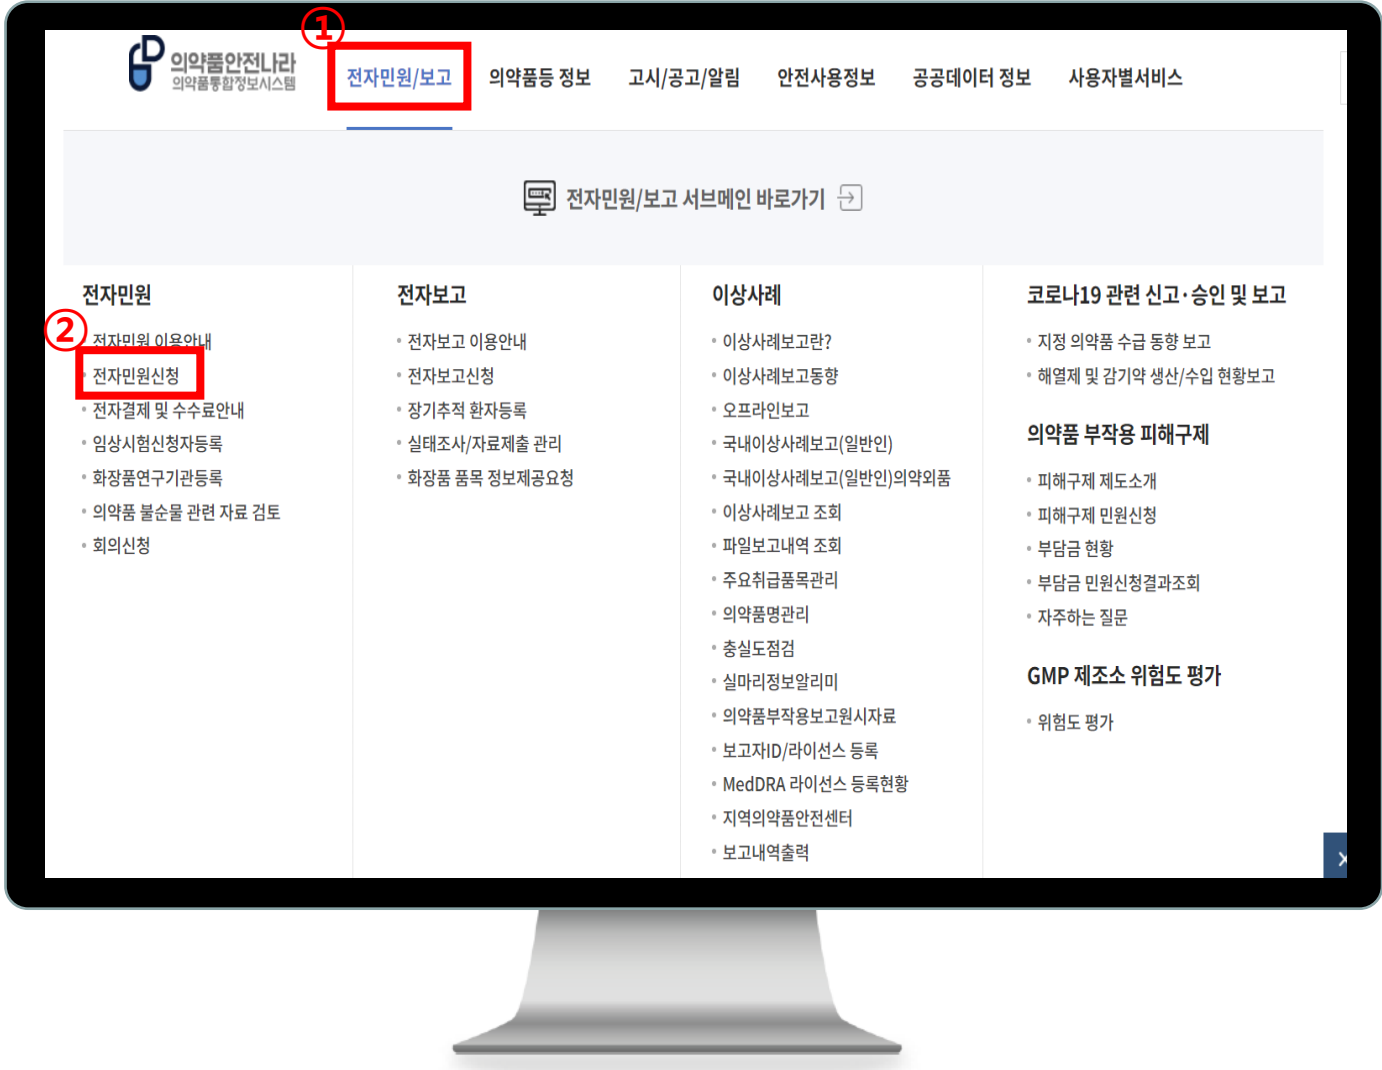 ①
의약품안전나라
의약품통합정보시스템
전자민원/보고
의약품등 정보
고시/공고/알림
안전사용정보
공공데이터 정보
사용자별서비스
전자민원/보고 서브메인 바로가기
전자민원
②
전자민원 이용안내
전자민원신청
전자결제 및 수수료안내
임상시험신청자등록
화장품연구기관등록
의약품 불순물 관련 자료 검토
회의신청
전자보고
전자보고 이용안내
전자보고신청
장기추적 환자등록
실태조사/자료제출 관리
화장품 품목 정보제공요청
이상사례
이상사례보고란?
이상사례보고동향
오프라인보고
국내이상사례보고(일반인)
국내이상사례보고(일반인)의약외품
이상사례보고 조회
파일보고내역 조회
주요취급품목관리
의약품명관리
충실도점검
실마리정보알리미
의약품부작용보고원시자료
보고자ID/라이선스 등록
MedDRA 라이선스 등록현황
지역의약품안전센터
보고내역출력
코로나19 관련 신고·승인 및 보고
지정 의약품 수급 동향 보고
해열제 및 감기약 생산/수입 현황보고
의약품 부작용 피해구제
피해구제 제도소개
피해구제 민원신청
부담금 현황
부담금 민원신청결과조회
자주하는 질문
GMP 제조소 위험도 평가
위험도 평가